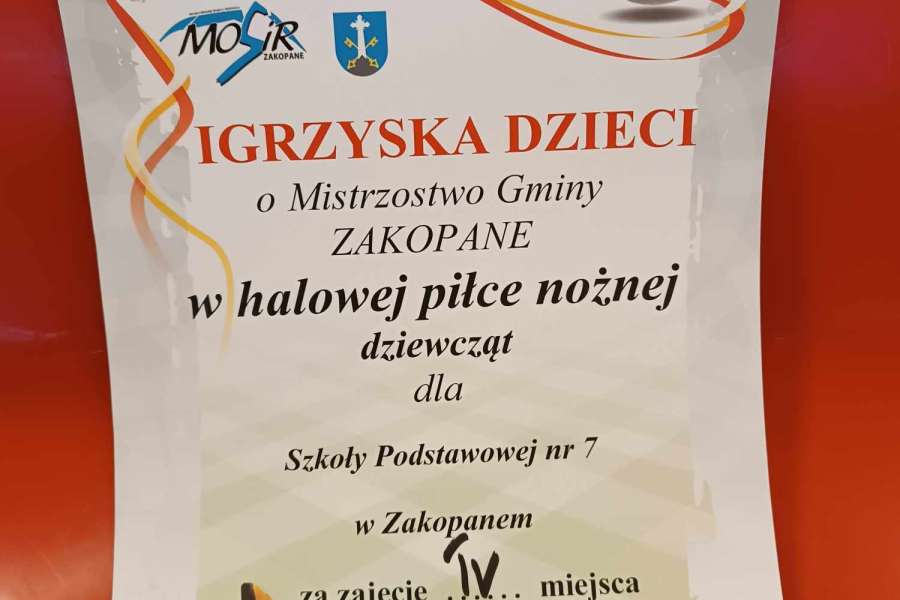 MOSiR
ZAKOPANE
IGRZYSKA DZIECI
o Mistrzostwo Gminy
ZAKOPANE
w halowej piłce nożnej
dziewcząt
dla
Szkoły Podstawowej nr 7
w Zakopanem
za zajęcie ...IV... miejsca